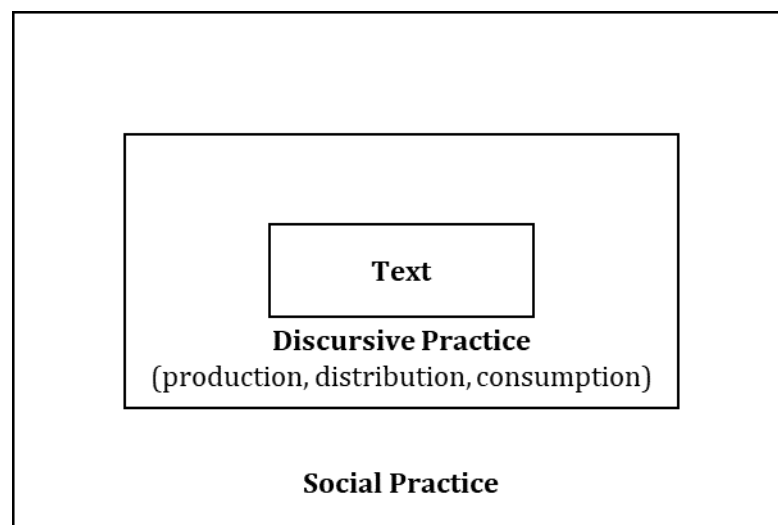 Text
Discursive Practice
(production, distribution, consumption)
Social Practice